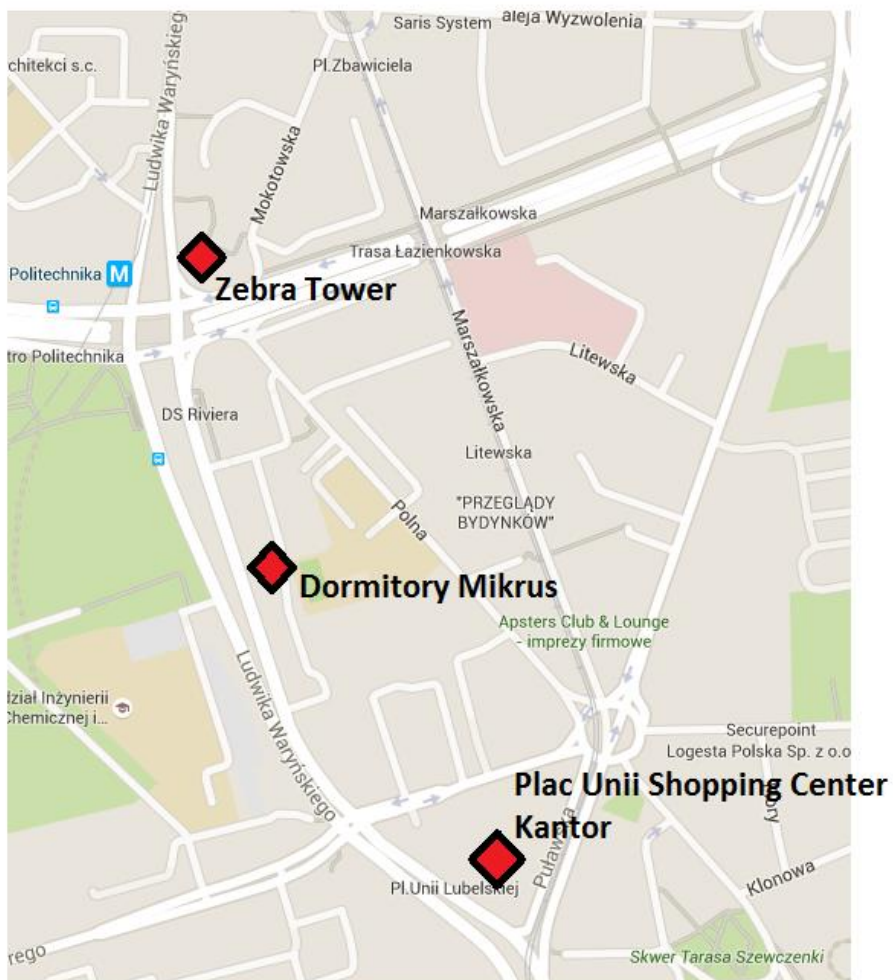 Saris System
aleja Wyzwolenia
chitekci s.c.
Pl.Zbawiciela
Ludwika Waryńskiego
Mokotowska
Marszałkowska
Trasa Łazienkowska
Politechnika M
Zebra Tower
tro Politechnika
Marszałkowska
Litewska
DS Riviera
Litewska
"PRZEGLĄDY
BYDYNKÓW"
Polna
Dormitory Mikrus
Apsters Club & Lounge
- imprezy firmowe
dział Inżynierii
Chemicznej i...
Ludwika Waryńskiego
Securepoint
Logesta Polska Sp. z o.o
Plac Unii Shopping Center
Kantor
ory
Puławska
Pl.Unii Lubelskiej
Klonowa
rego
Skwer Tarasa Szewczenki